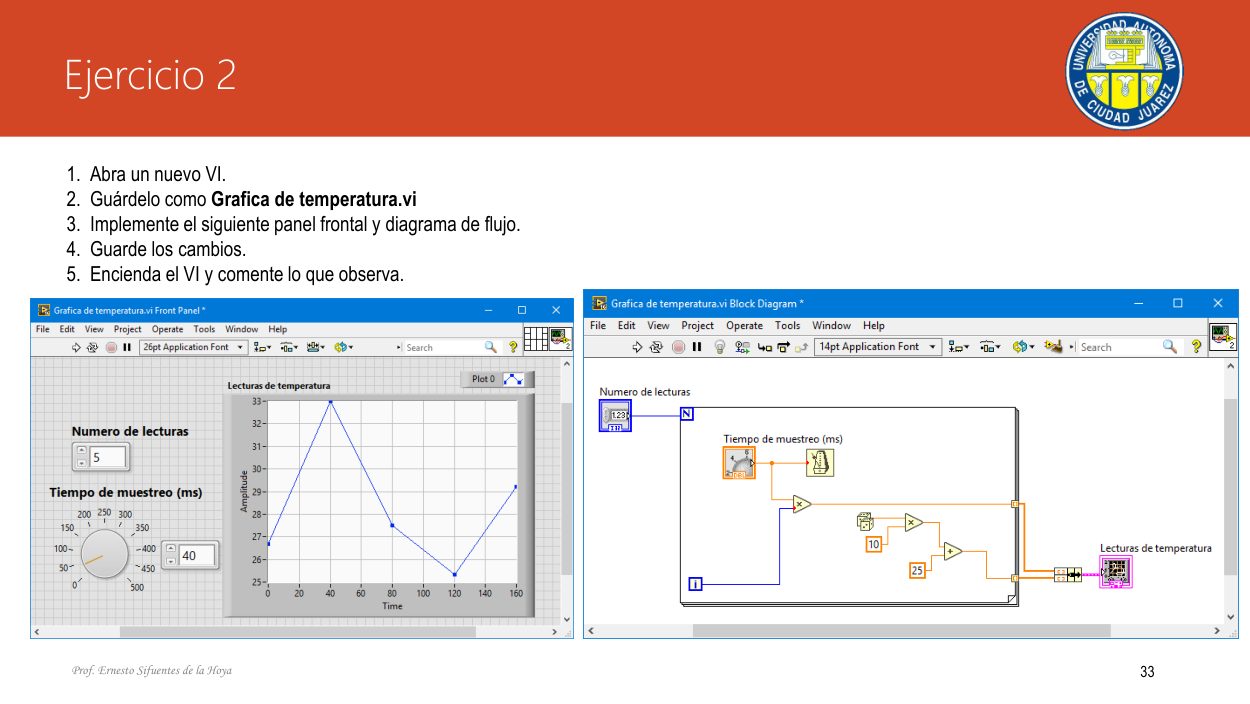 Ejercicio 2
UNIVERSIDAD AUTONOMA
DE CIUDAD JUAREZ
1. Abra un nuevo VI.
2. Guárdelo como Grafica de temperatura.vi
3. Implemente el siguiente panel frontal y diagrama de flujo.
4. Guarde los cambios.
5. Encienda el VI y comente lo que observa.
Grafica de temperatura.vi Front Panel *
File Edit View Project Operate Tools Window Help
26pt Application Font
Search
2
Lecturas de temperatura
Plot 0
Numero de lecturas
5
Tiempo de muestreo (ms)
0 50 100 150 200 250 300 350 400 450 500
40
Amplitude
33
32
31
30
29
28
27
26
25
0 20 40 60 80 100 120 140 160
Time
Grafica de temperatura.vi Block Diagram *
File Edit View Project Operate Tools Window Help
14pt Application Font
Search
2
Numero de lecturas
1.23
N
Tiempo de muestreo (ms)
10
25
i
Lecturas de temperatura
Prof. Ernesto Sifuentes de la Hoya
33